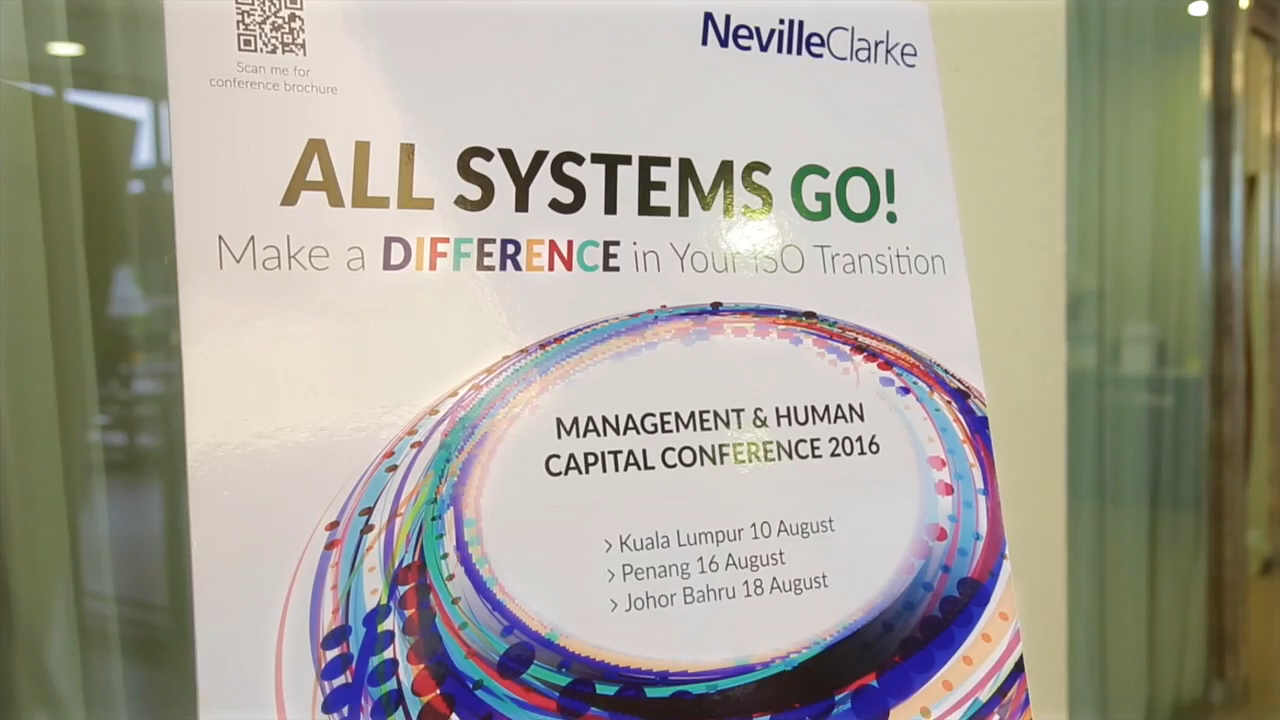 Scan me for
conference brochure
NevilleClarke
ALL SYSTEMS GO!
Make a DIFFERENCE in Your ISO Transition
MANAGEMENT & HUMAN
CAPITAL CONFERENCE 2016
> Kuala Lumpur 10 August
> Penang 16 August
> Johor Bahru 18 August